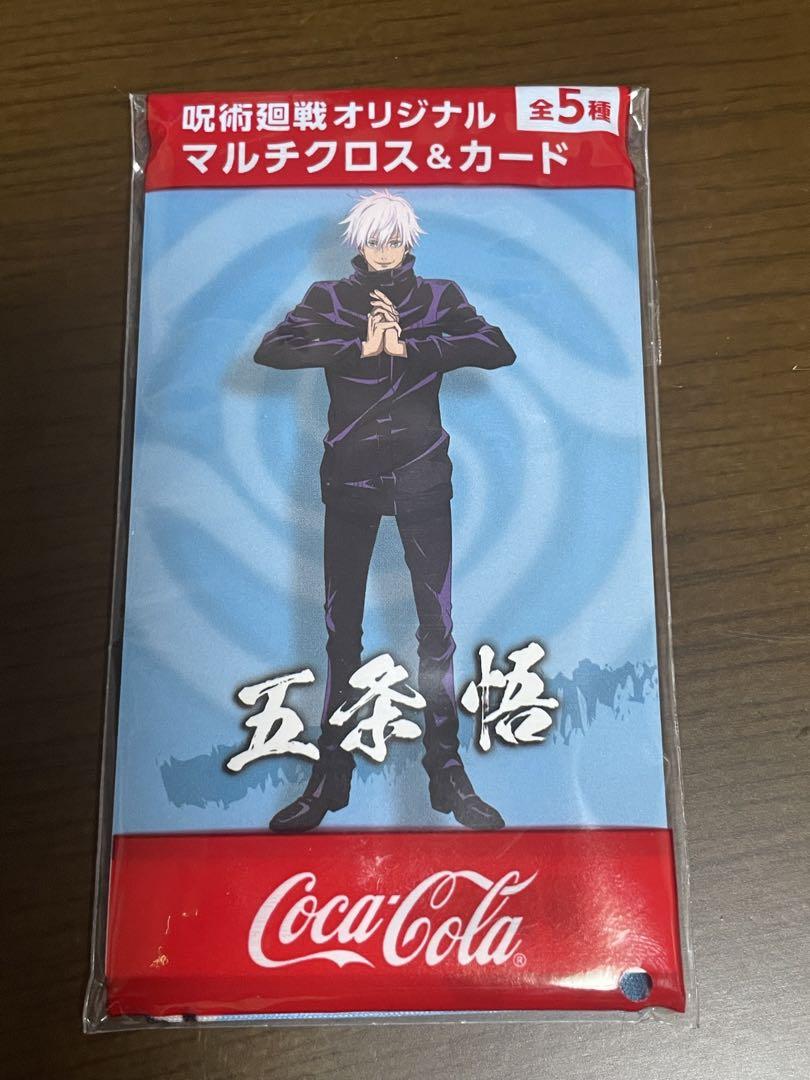 呪術廻戦オリジナル
マルチクロス&カード
全5種
五条 悟
Coca-Cola®